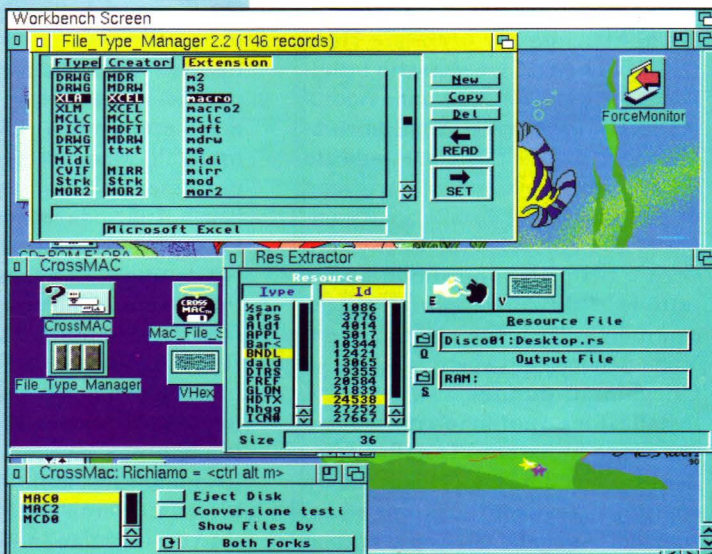 Workbench Screen
File_Type_Manager 2.2 (146 records)
FType Creator Extension
DRWG MDR m2
DRWG MDRW m3
XLA XCEL macro
XLM XCEL macro2
MCLC MCLC mclc
PICT MDFT mdft
DRWG MDRW mdrw
TEXT ttxt me
Midi midi
CVIF MIRR mirr
Strk Strk mod
MOR2 MOR2 mor2
Microsoft Excel
New
Copy
Del
READ
SET
ForceMonitor
CrossMAC
CROSS MAC
CrossMAC
File_Type_Manager
VHex
Res Extractor
Resource
Type Id
½san 1086
afps 3776
Ald1 4014
APPL 5017
Bar< 10344
BNDL 12421
dald 13065
DTRS 19355
FREF 20584
GLON 21839
HDTX 24538
hhgg 27252
ICN# 27667
Size 36
E V
Resource File
O Disco01:Desktop.rs
Output File
S RAM:
CrossMac: Richiamo = <ctrl alt m>
MAC0
MAC2
MCD0
Eject Disk
Conversione testi
Show Files by
Both Forks